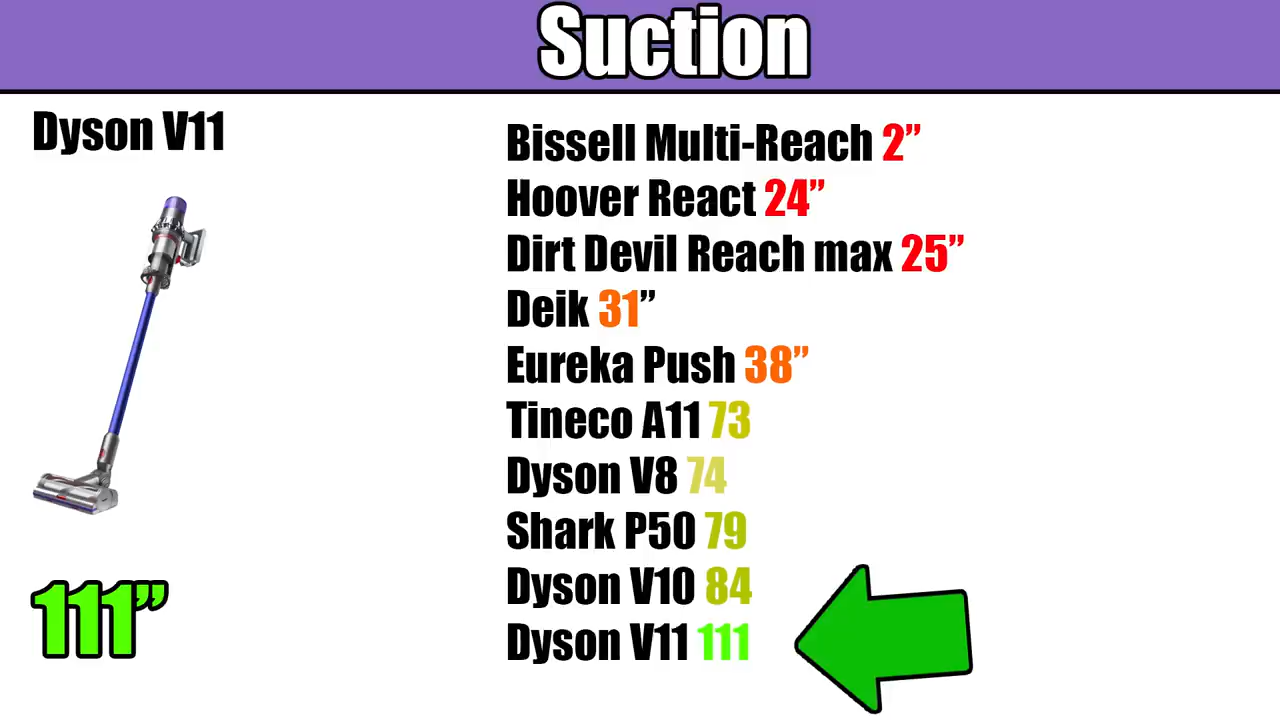 Suction
Dyson V11
Bissell Multi-Reach 2”
Hoover React 24”
Dirt Devil Reach max 25”
Deik 31”
Eureka Push 38”
Tineco A11 73
Dyson V8 74
Shark P50 79
Dyson V10 84
Dyson V11 111
111”